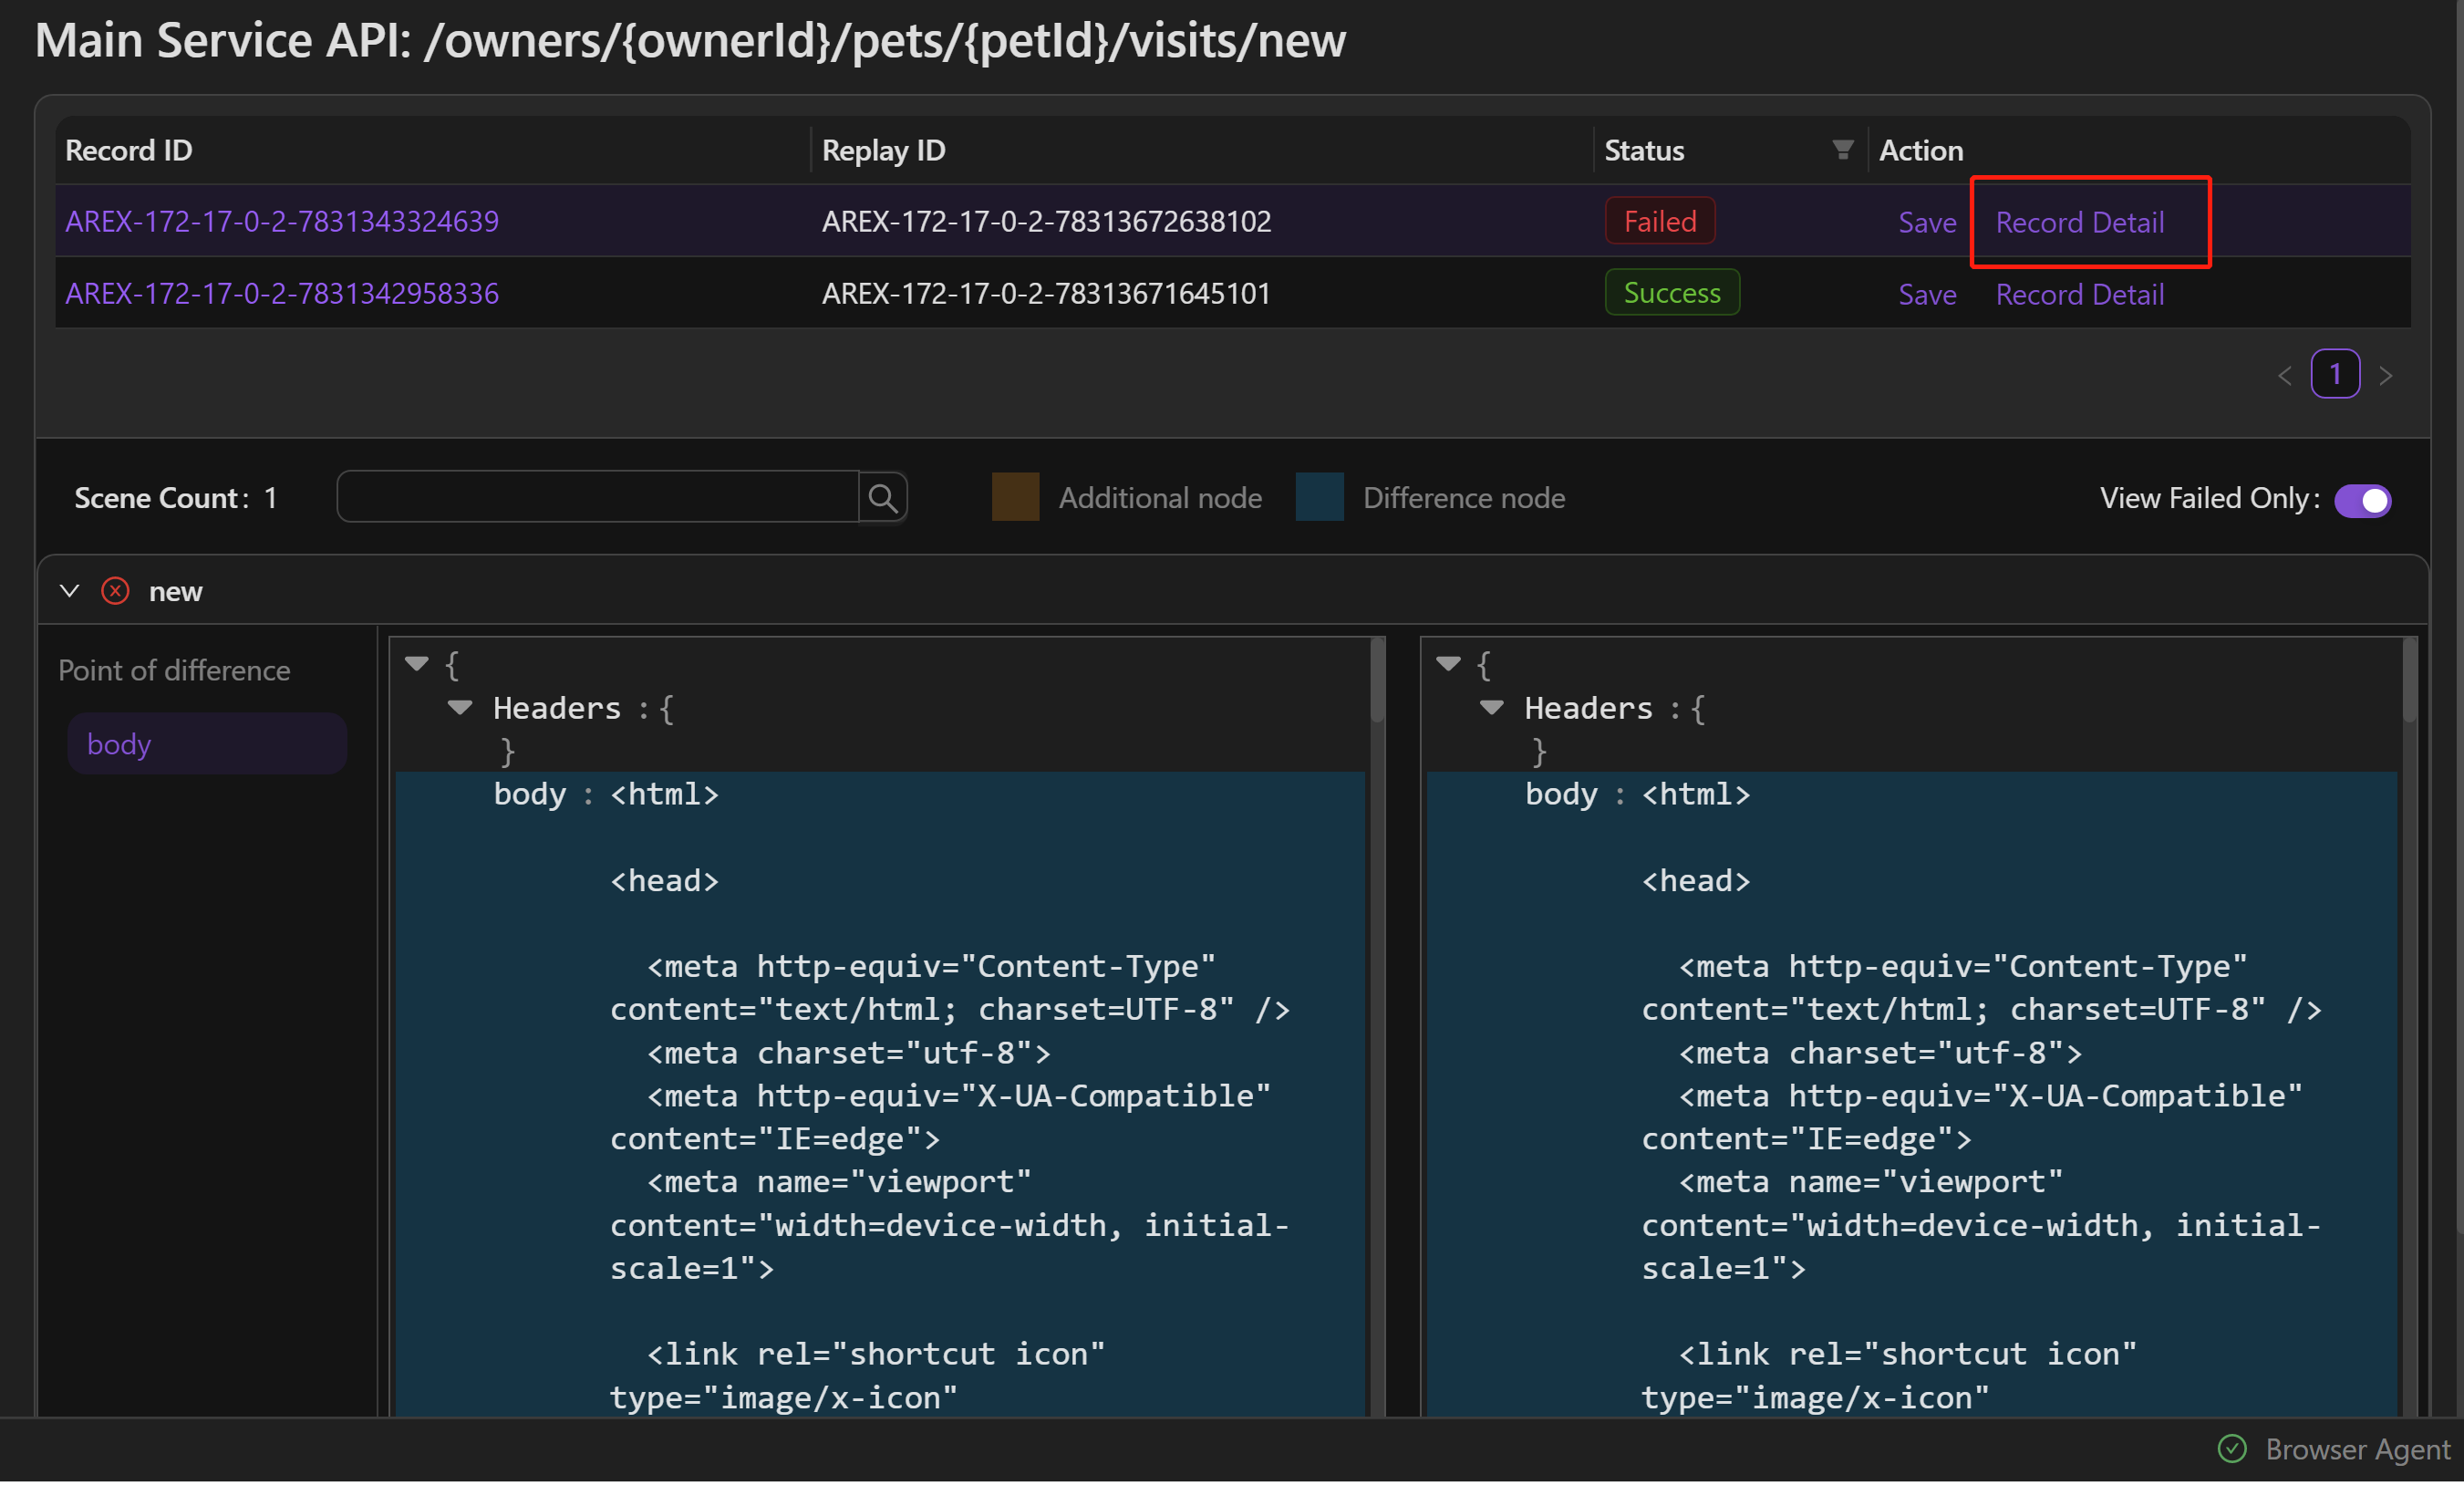 Main Service API: /owners/{ownerId}/pets/{petId}/visits/new
Record ID Replay ID Status Action
AREX-172-17-0-2-7831343324639 AREX-172-17-0-2-78313672638102 Failed Save Record Detail
AREX-172-17-0-2-7831342958336 AREX-172-17-0-2-78313671645101 Success Save Record Detail
< 1 >
Scene Count: 1 Additional node Difference node View Failed Only:
new
Point of difference
body
{
Headers :{
}
body : <html>
<head>
<meta http-equiv="Content-Type"
content="text/html; charset=UTF-8" />
<meta charset="utf-8">
<meta http-equiv="X-UA-Compatible"
content="IE=edge">
<meta name="viewport"
content="width=device-width, initial-
scale=1">
<link rel="shortcut icon"
type="image/x-icon"
{
Headers :{
}
body : <html>
<head>
<meta http-equiv="Content-Type"
content="text/html; charset=UTF-8" />
<meta charset="utf-8">
<meta http-equiv="X-UA-Compatible"
content="IE=edge">
<meta name="viewport"
content="width=device-width, initial-
scale=1">
<link rel="shortcut icon"
type="image/x-icon"
Browser Agent